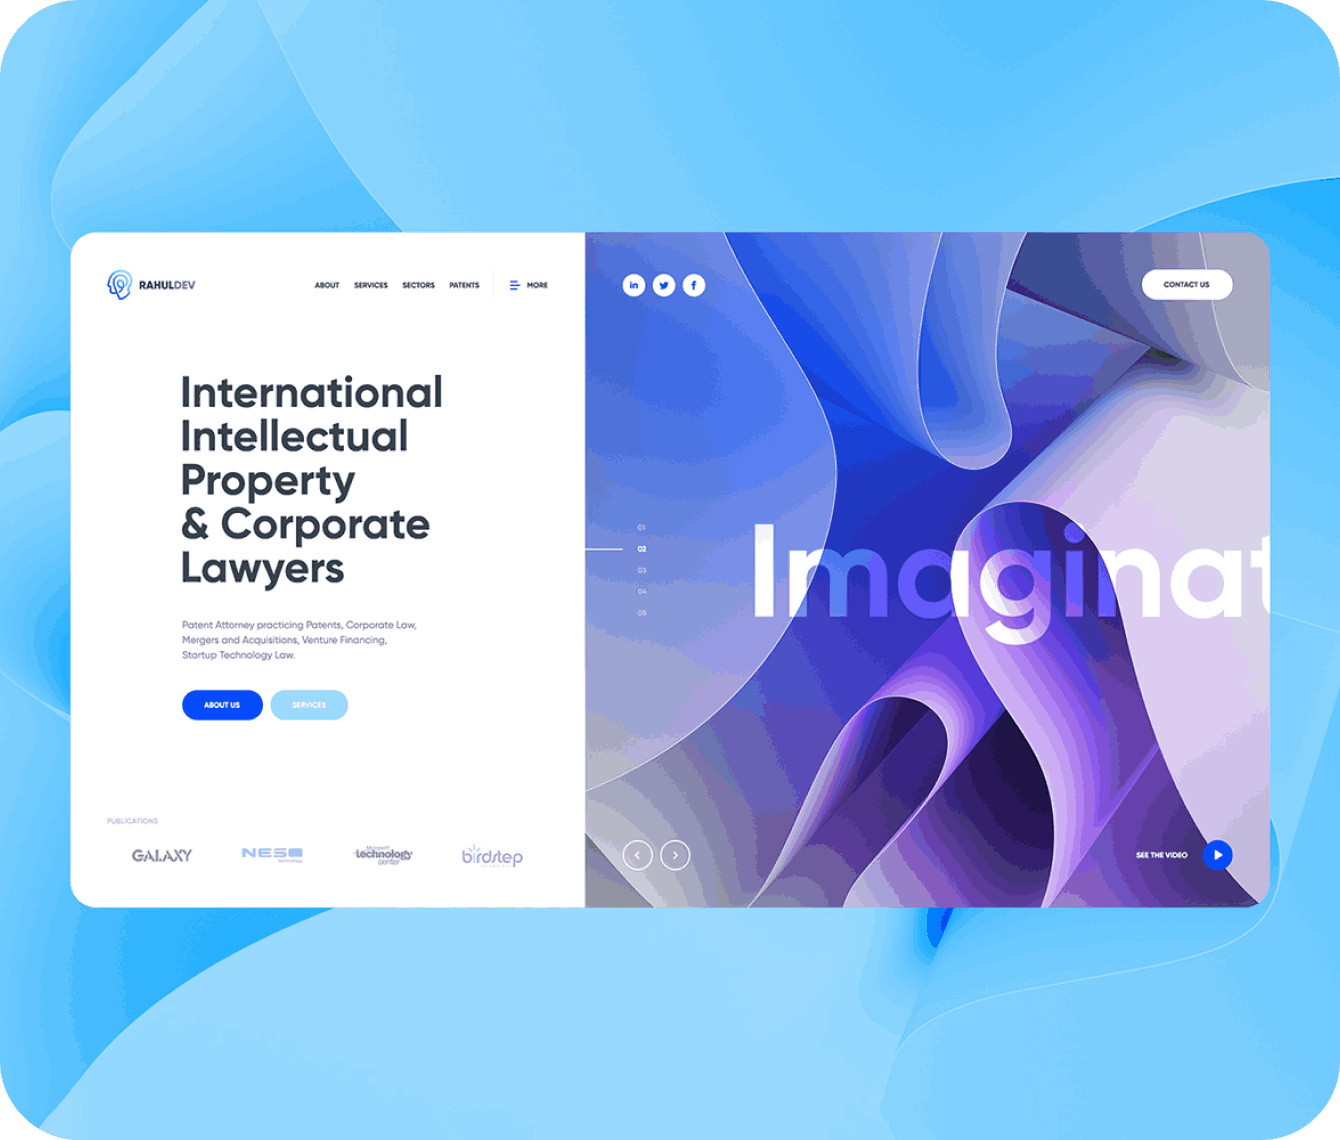 RAHULDEV
ABOUT SERVICES SECTORS PATENTS MORE
CONTACT US
International
Intellectual
Property
& Corporate
Lawyers
Patent Attorney practicing Patents, Corporate Law,
Mergers and Acquisitions, Venture Financing,
Startup Technology Law.
ABOUT US SERVICES
PUBLICATIONS
GALAXY
NESO
technology
Microsoft
technology
center
birdstep
in
f
01
02
03
04
05
Imaginat
SEE THE VIDEO